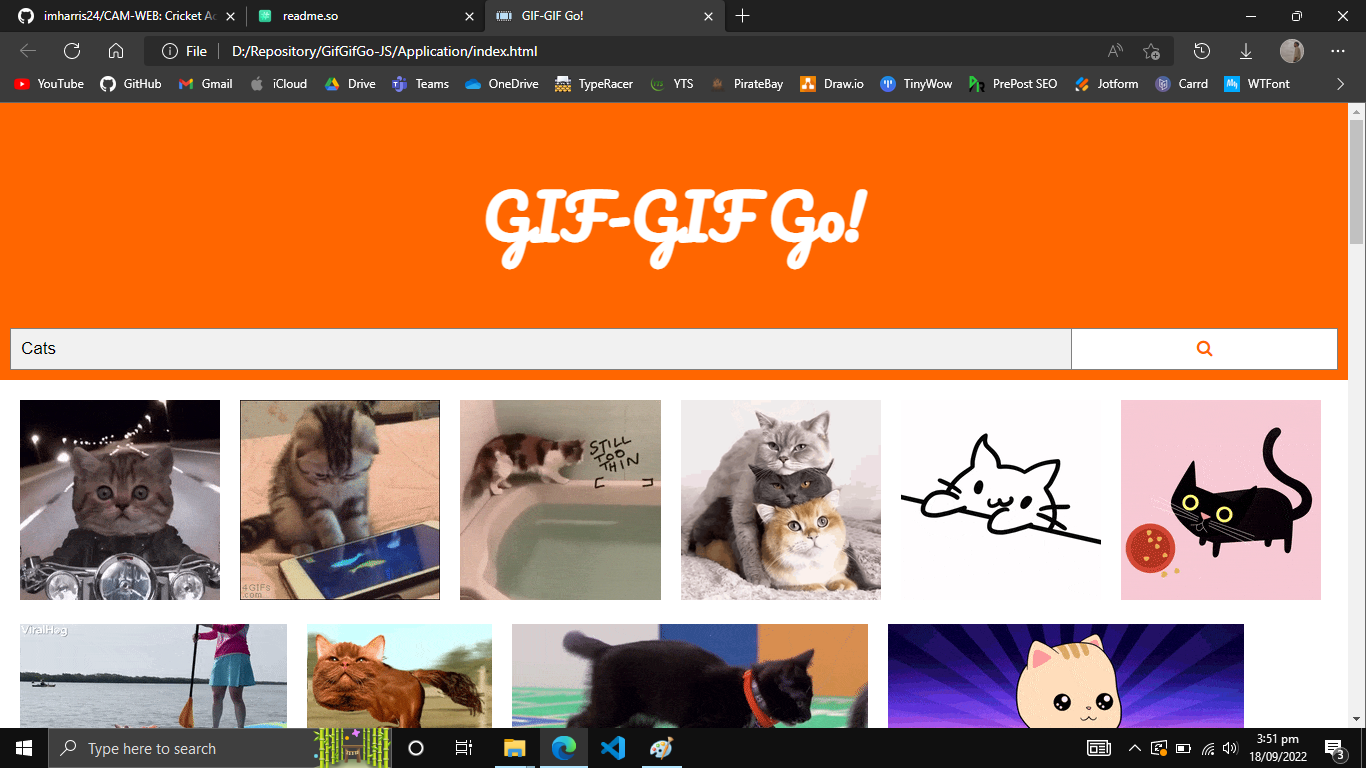 imharris24/CAM-WEB: Cricket Ac
readme.so
GIF-GIF Go!
File
D:/Repository/GifGifGo-JS/Application/index.html
YouTube
GitHub
Gmail
iCloud
Drive
Teams
OneDrive
TypeRacer
YTS
PirateBay
Draw.io
TinyWow
PrePost SEO
Jotform
Carrd
WTFont
GIF-GIF Go!
Cats
STILL
TOO
THIN
4GIFs
.com
ViralHog
Type here to search
3:51 pm
18/09/2022
3